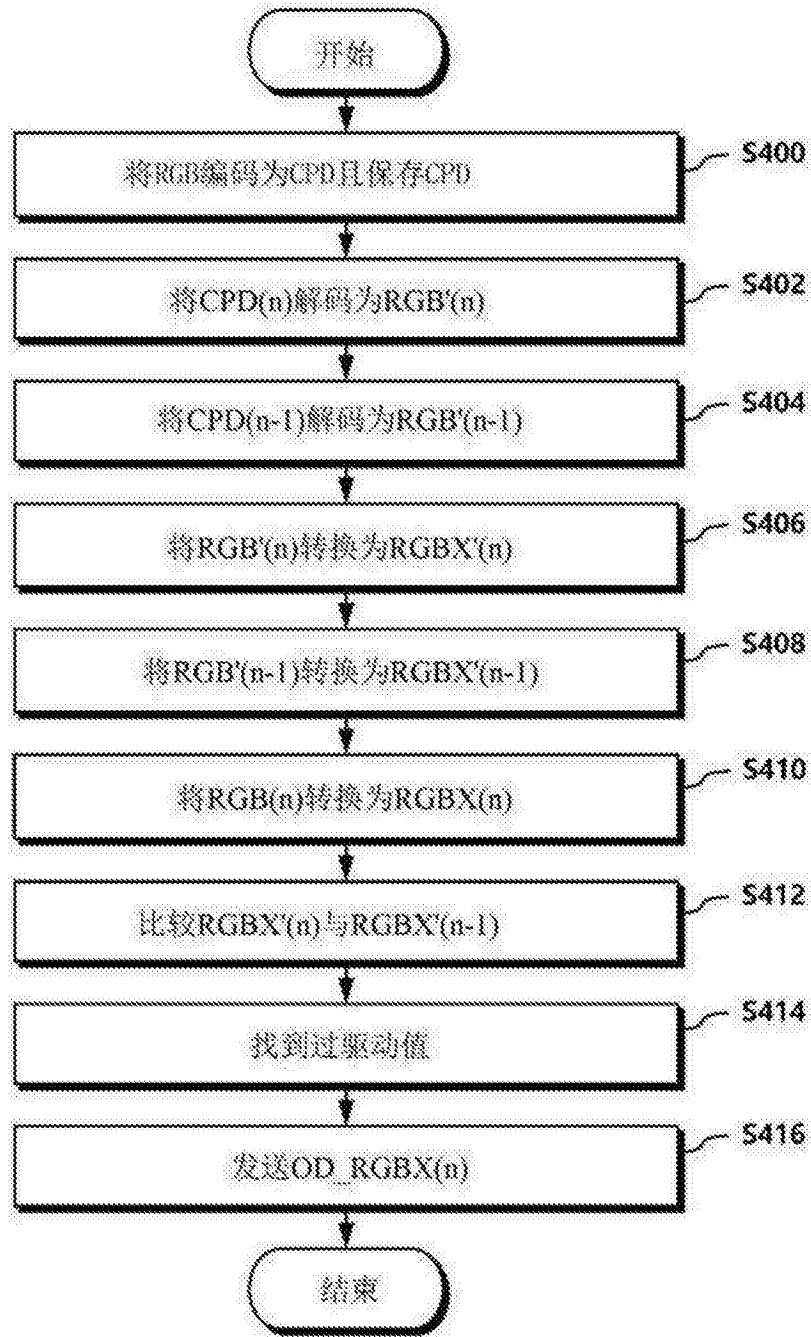 开始
将RGB编码为CPD且保存CPD
S400
将CPD(n)解码为RGB'(n)
S402
将CPD(n-1)解码为RGB'(n-1)
S404
将RGB'(n)转换为RGBX'(n)
S406
将RGB'(n-1)转换为RGBX'(n-1)
S408
将RGB(n)转换为RGBX(n)
S410
比较RGBX'(n)与RGBX'(n-1)
S412
找到过驱动值
S414
发送OD_RGBX(n)
S416
结束